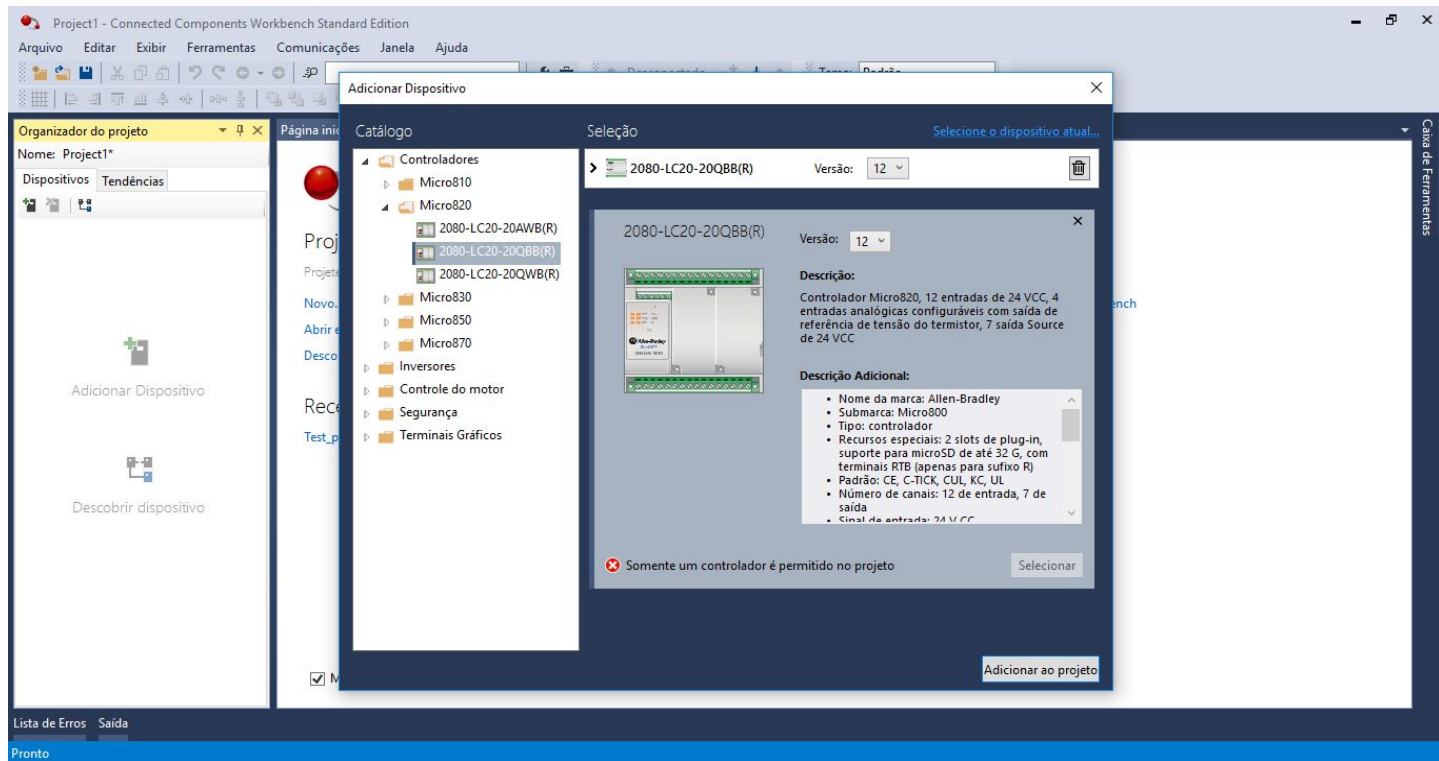 Project1 - Connected Components Workbench Standard Edition
Arquivo Editar Exibir Ferramentas Comunicações Janela Ajuda
Adicionar Dispositivo
Organizador do projeto
Nome: Project1*
Dispositivos Tendências
Adicionar Dispositivo
Descobrir dispositivo
Página
Novo.
Abrir
Catálogo
Controladores
Micro810
Micro820
2080-LC20-20AWB(R)
2080-LC20-20QBB(R)
2080-LC20-20QWB(R)
Micro830
Micro850
Micro870
Inversores
Controle do motor
Segurança
Terminais Gráficos
Seleção
Selecione o dispositivo atual...
2080-LC20-20QBB(R) Versão: 12
2080-LC20-20QBB(R)
Versão: 12
Allen-Bradley
Descrição:
Controlador Micro820, 12 entradas de 24 VCC, 4
entradas analógicas configuráveis com saída de
referência de tensão do termistor, 7 saída Source
de 24 VCC
Descrição Adicional:
• Nome da marca: Allen-Bradley
• Submarca: Micro800
• Tipo: controlador
• Recursos especiais: 2 slots de plug-in,
suporte para microSD de até 32 G, com
terminais RTB (apenas para sufixo R)
• Padrão: CE, C-TICK, CUL, KC, UL
• Número de canais: 12 de entrada, 7 de
saída
• Sinal de entrada: 24 V CC
Somente um controlador é permitido no projeto
Selecionar
Adicionar ao projeto
Caixa de Ferramentas
Lista de Erros Saída
Pronto